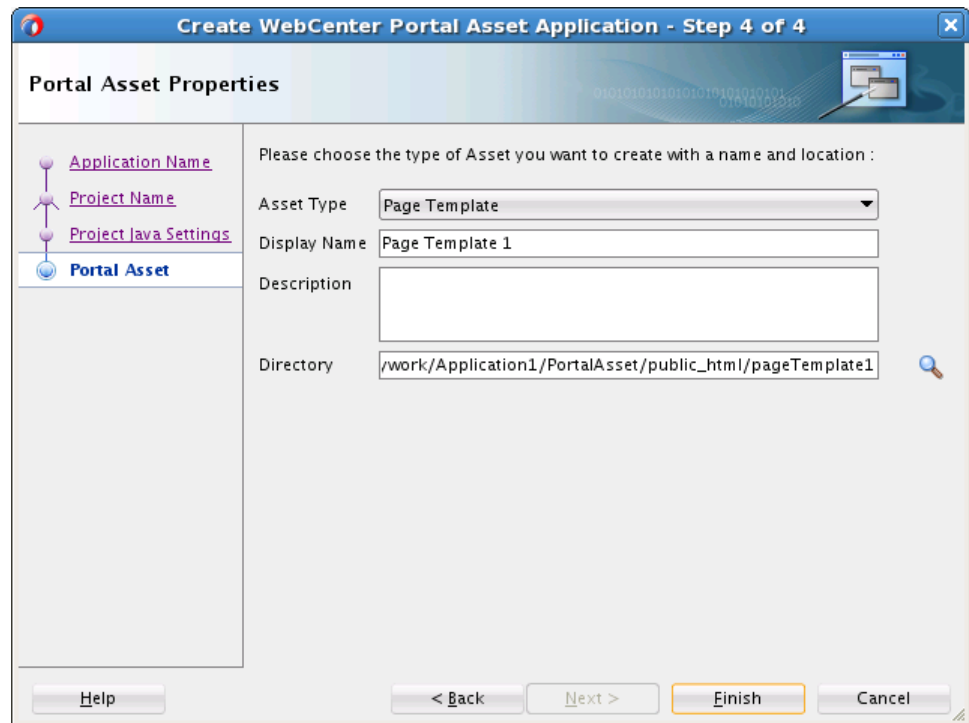 Create WebCenter Portal Asset Application - Step 4 of 4
Portal Asset Properties
Application Name
Project Name
Project Java Settings
Portal Asset
Please choose the type of Asset you want to create with a name and location :
Asset Type
Page Template
Display Name
Page Template 1
Description
Directory
/work/Application1/PortalAsset/public_html/pageTemplate1
Help
< Back
Next >
Finish
Cancel